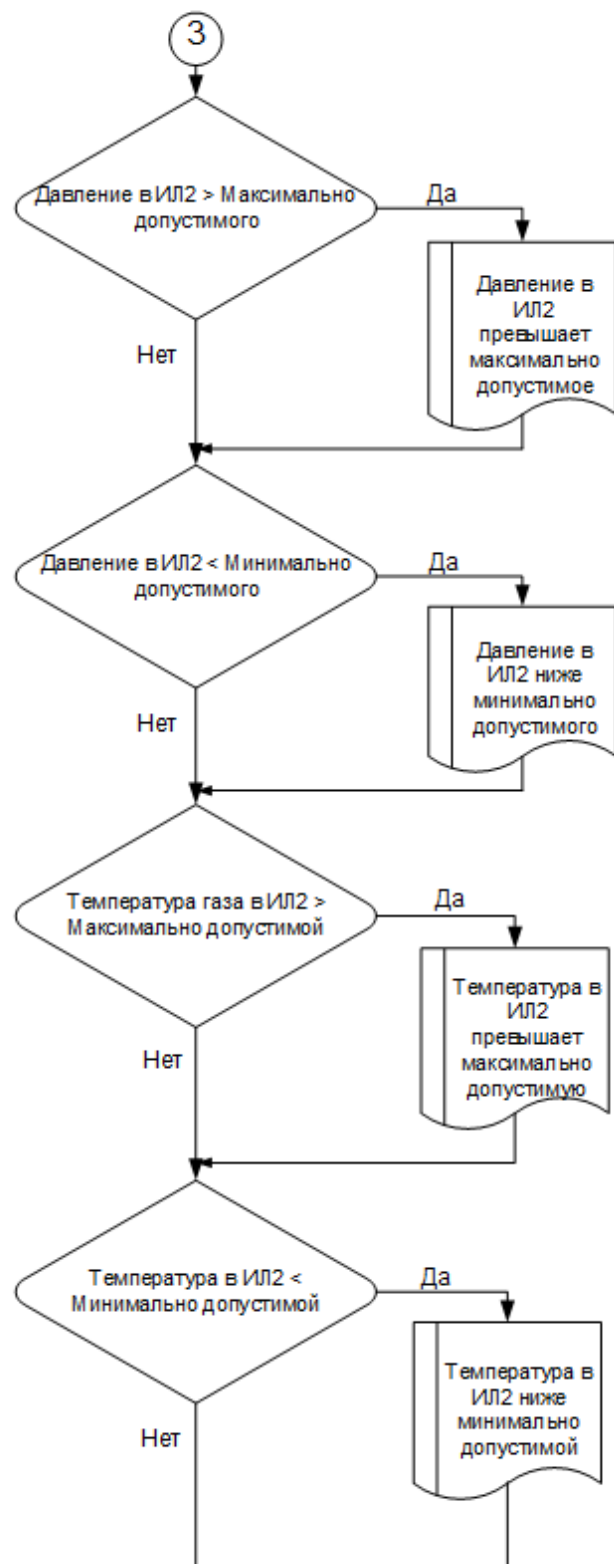 3
Давление в ИЛ2 > Максимально
допустимого
Да
Давление в
ИЛ2
превышает
максимально
допустимое
Нет
Давление в ИЛ2 < Минимально
допустимого
Да
Давление в
ИЛ2 ниже
минимально
допустимого
Нет
Температура газа в ИЛ2 >
Максимально допустимой
Да
Температура в
ИЛ2
превышает
максимально
допустимую
Нет
Температура в ИЛ2 <
Минимально допустимой
Да
Температура в
ИЛ2 ниже
минимально
допустимой
Нет